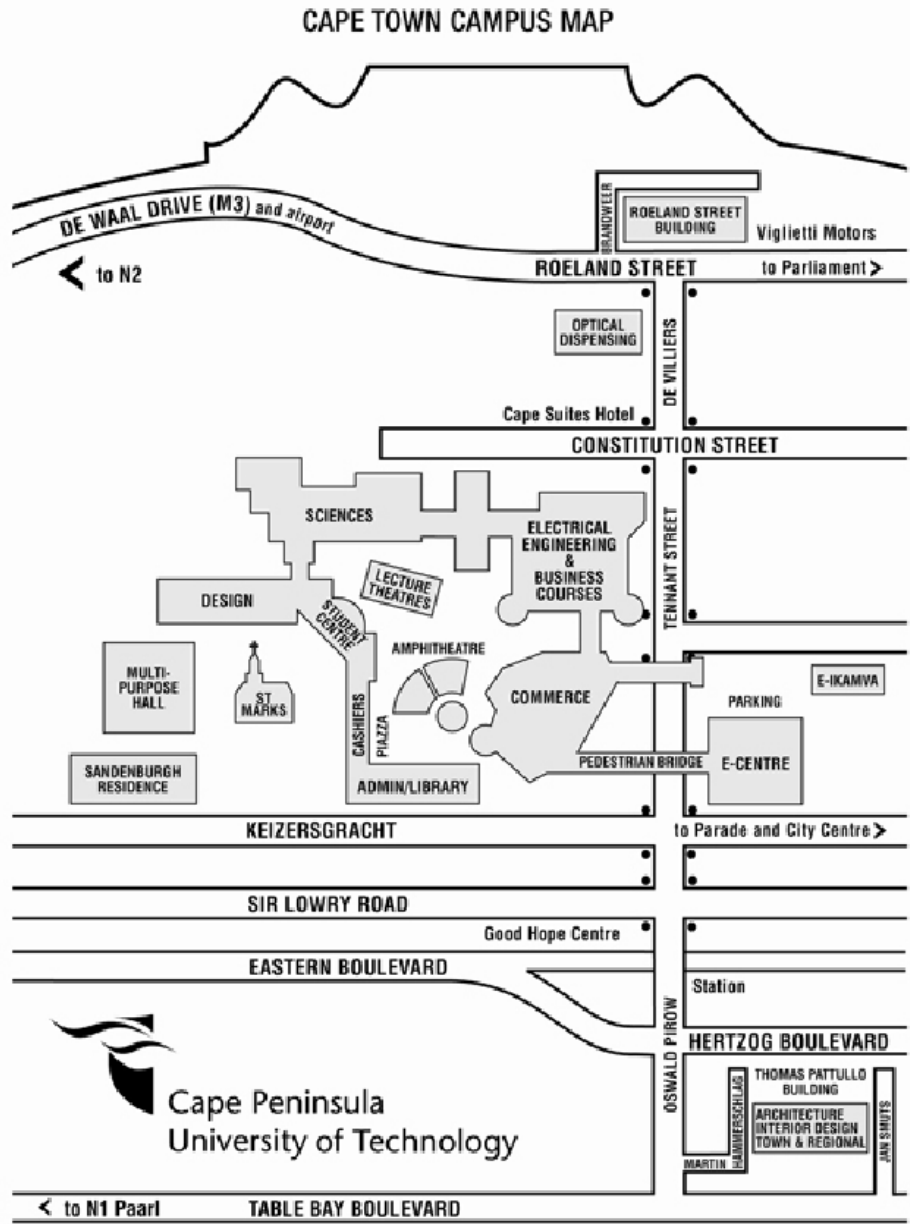 CAPE TOWN CAMPUS MAP
DE WAAL DRIVE (M3) and airport
BRANDWEER
ROELAND STREET
BUILDING
Viglietti Motors
to N2
ROELAND STREET
to Parliament
OPTICAL
DISPENSING
DE VILLIERS
Cape Suites Hotel
CONSTITUTION STREET
SCIENCES
ELECTRICAL
ENGINEERING
&
BUSINESS
COURSES
TENNANT STREET
LECTURE
THEATRES
DESIGN
STUDENT
CENTRE
AMPHITHEATRE
MULTI-
PURPOSE
HALL
ST
MARKS
COMMERCE
E-IKAMVA
PARKING
CASHIERS
PIAZZA
SANDENBURGH
RESIDENCE
ADMIN/LIBRARY
PEDESTRIAN BRIDGE
E-CENTRE
KEIZERSGRACHT
to Parade and City Centre
SIR LOWRY ROAD
Good Hope Centre
EASTERN BOULEVARD
Station
OSWALD PIROW
HERTZOG BOULEVARD
THOMAS PATTULLO
BUILDING
ARCHITECTURE
INTERIOR DESIGN
TOWN & REGIONAL
MARTIN
HAMMERSCHLAG
JAN SMUTS
Cape Peninsula
University of Technology
to N1 Paarl
TABLE BAY BOULEVARD